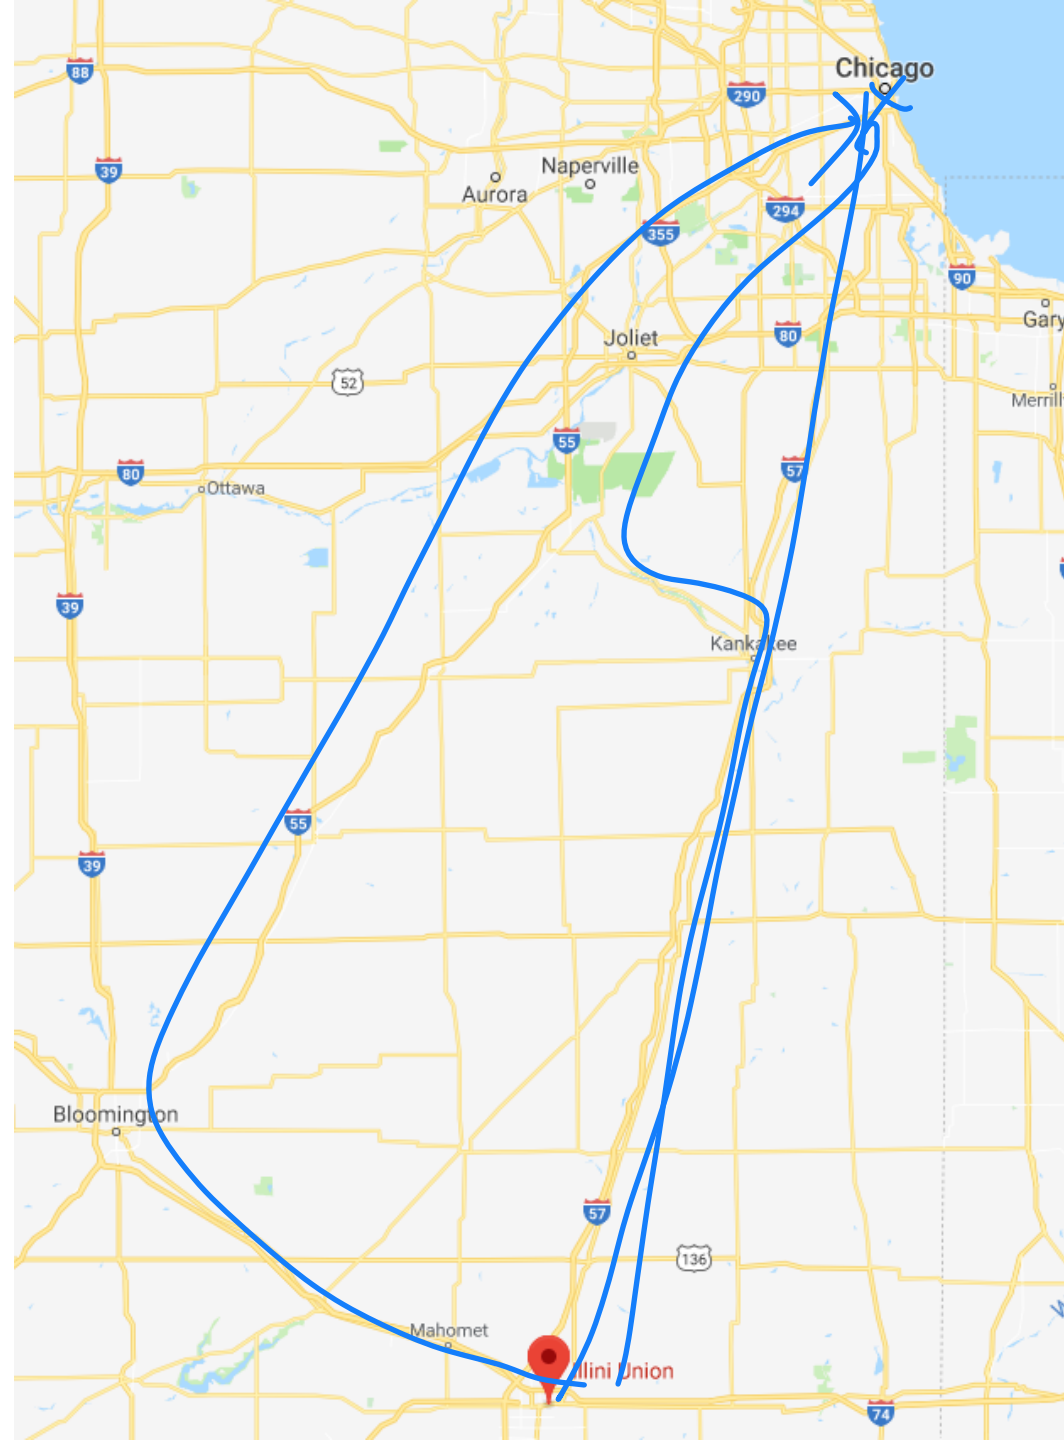 Chicago
88
290
39
Naperville
Aurora
294
355
90
Gary
80
Joliet
52
Merrill
55
57
80
Ottawa
39
Kankakee
55
39
Bloomington
57
136
Mahomet
Illini Union
74